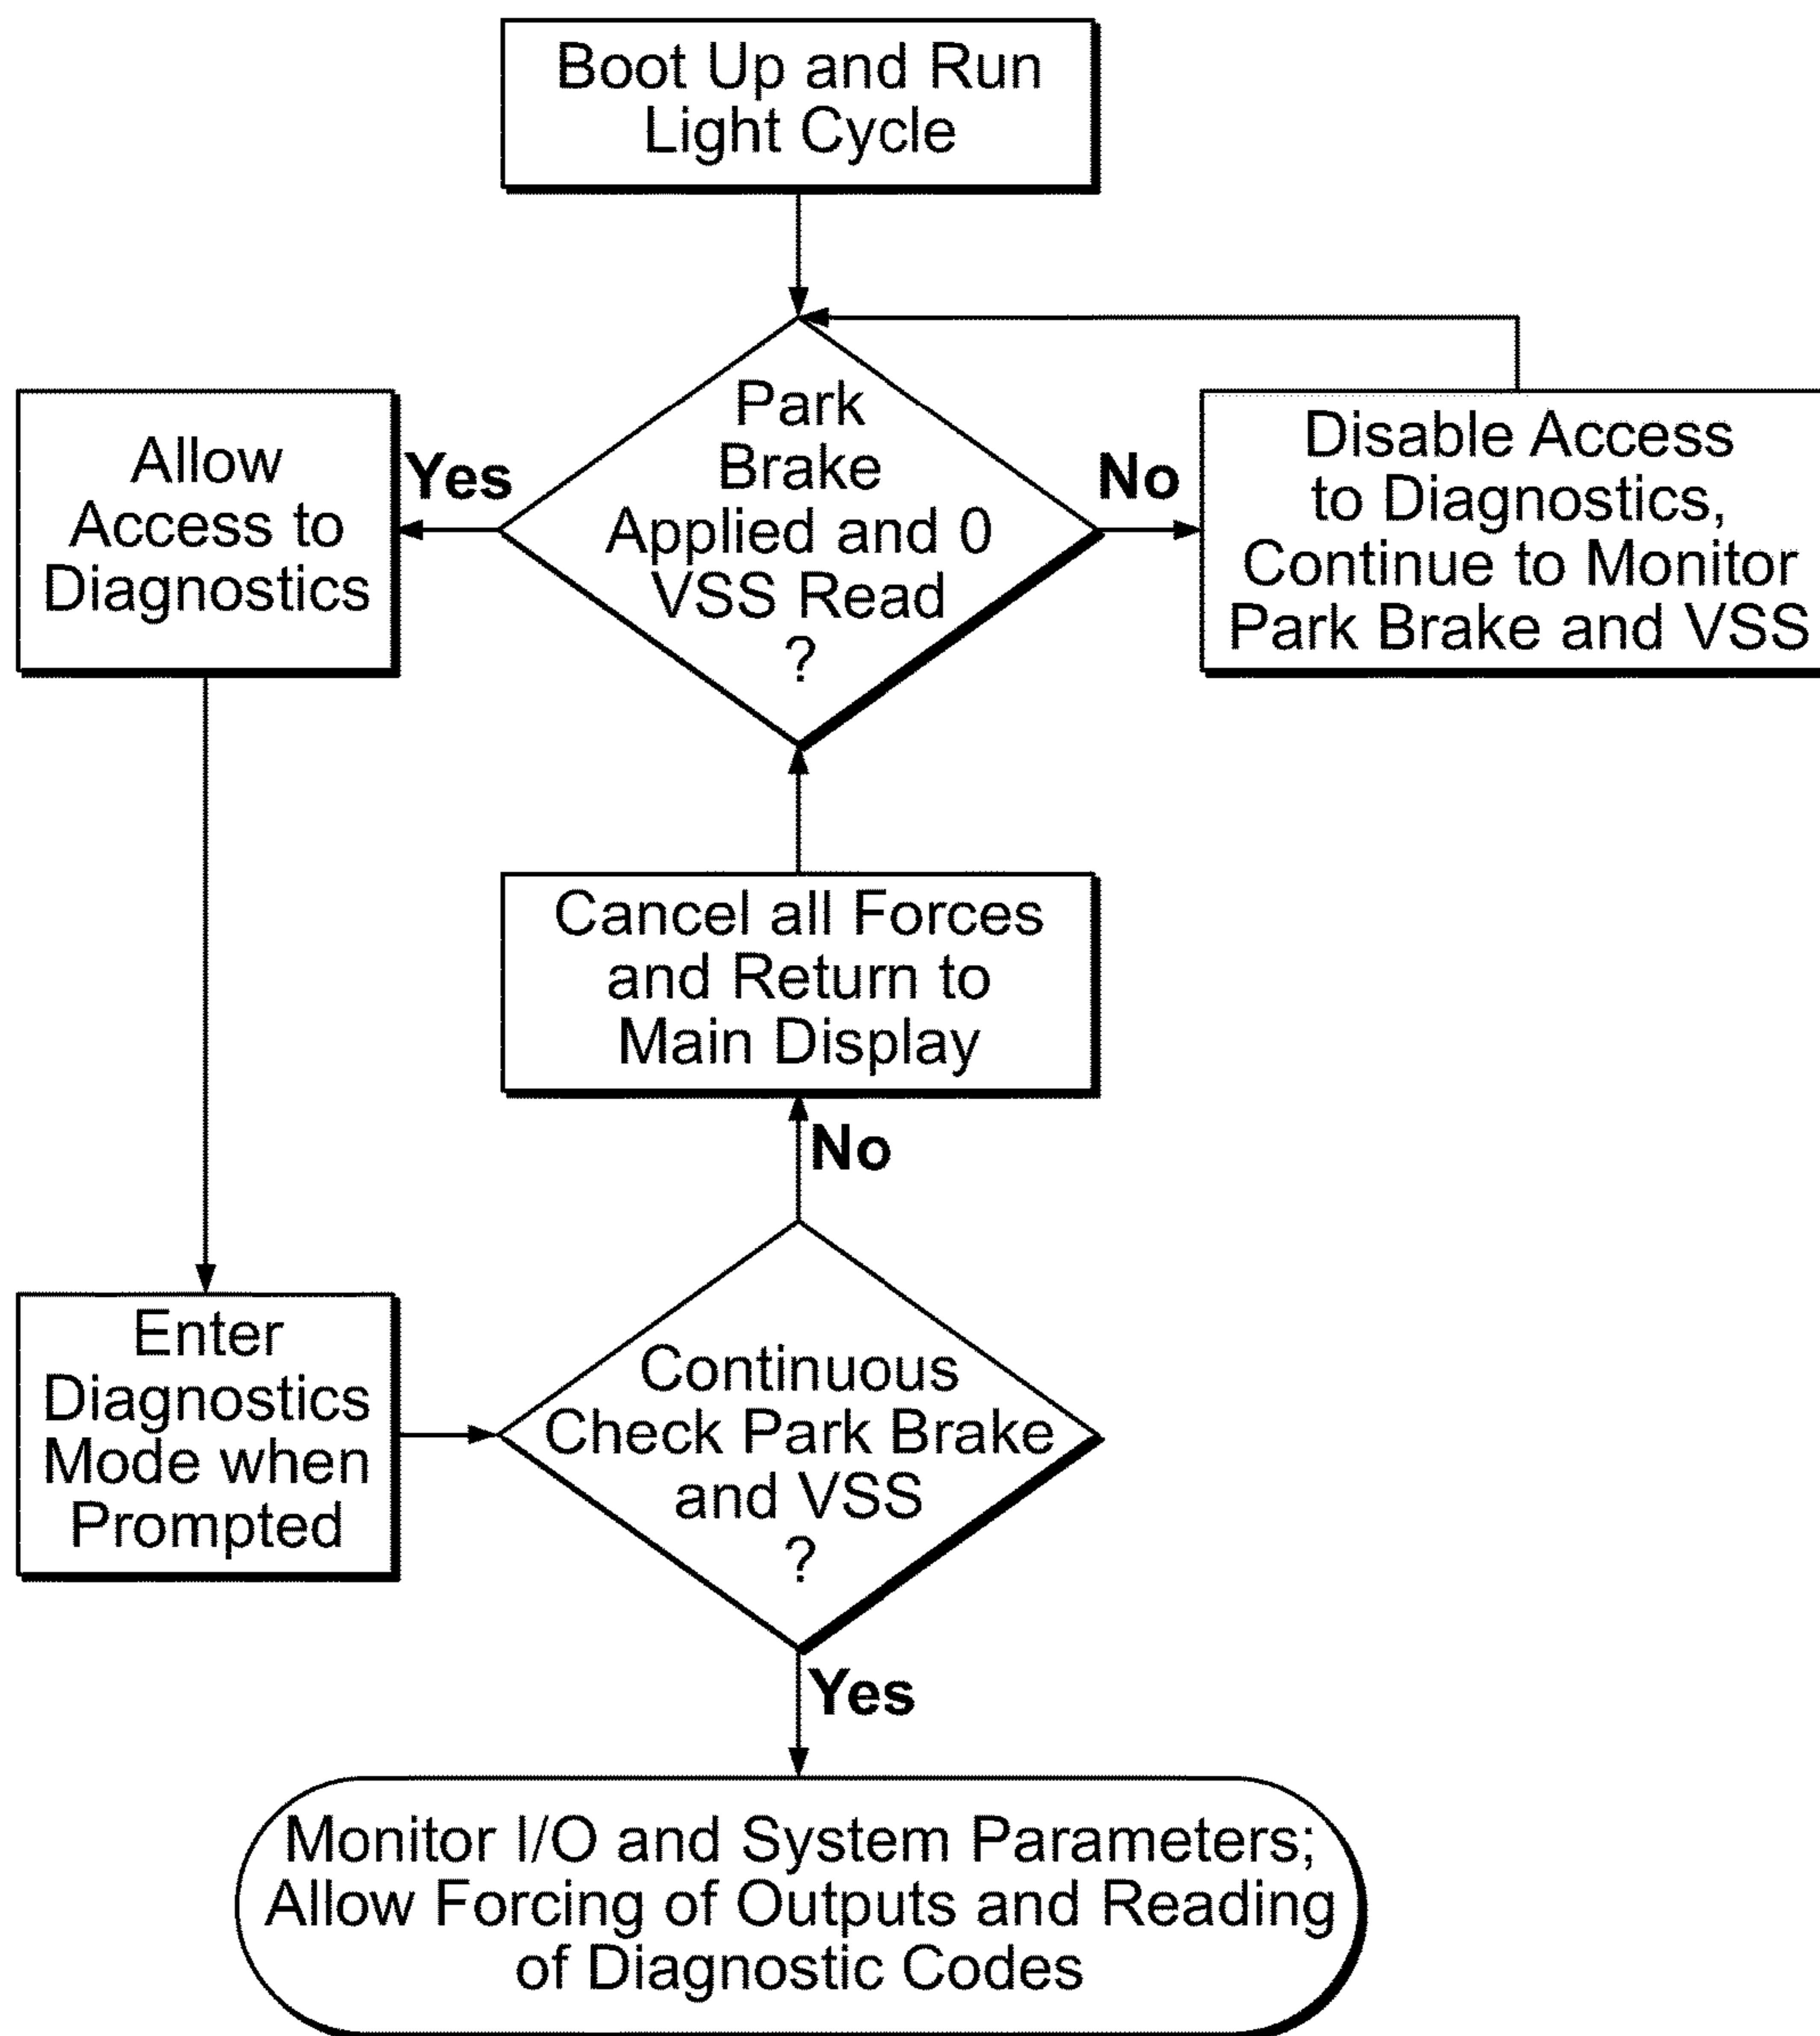 Boot Up and Run
Light Cycle
Park
Brake
Applied and 0
VSS Read
?
Yes
No
Allow
Access to
Diagnostics
Disable Access
to Diagnostics,
Continue to Monitor
Park Brake and VSS
Cancel all Forces
and Return to
Main Display
No
Enter
Diagnostics
Mode when
Prompted
Continuous
Check Park Brake
and VSS
?
Yes
Monitor I/O and System Parameters;
Allow Forcing of Outputs and Reading
of Diagnostic Codes